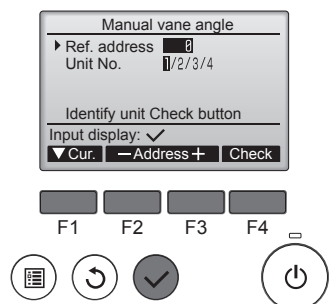 Manual vane angle
Ref. address 0
Unit No. 1/2/3/4
Identify unit Check button
Input display: ✓
▼Cur. −Address+ Check
F1 F2 F3 F4